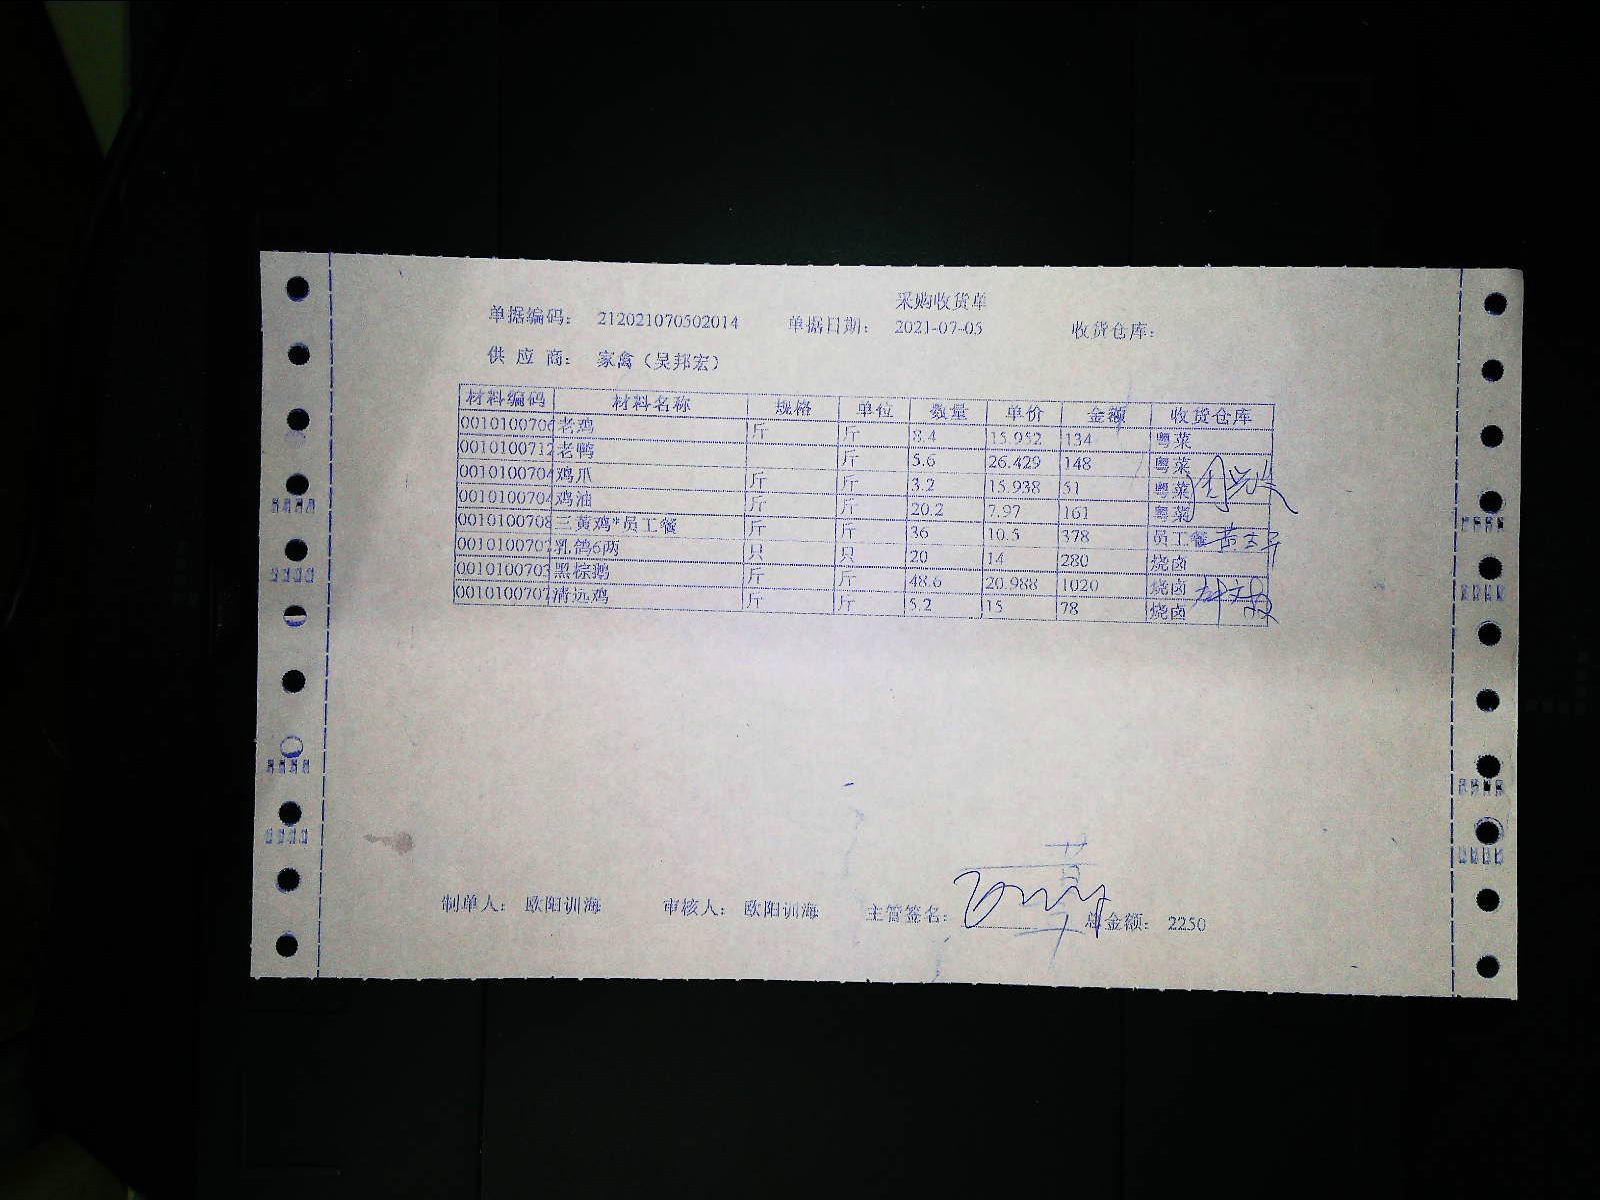 采购收货单
单据编码： 212021070502014 单据日期： 2021-07-05 收货仓库：
供 应 商： 家禽（吴邦宏）
材料编码 材料名称 规格 单位 数量 单价 金额 收货仓库
0010100706 老鸡 斤 斤 8.4 15.952 134 粤菜
0010100712 老鸭 斤 5.6 26.429 148 粤菜
0010100704 鸡爪 斤 斤 3.2 15.938 51 粤菜
0010100704 鸡油 斤 斤 20.2 7.97 161 粤菜
0010100708 三黄鸡*员工餐 斤 斤 36 10.5 378 员工餐
0010100707 乳鸽6两 只 只 20 14 280 烧卤
0010100703 黑棕鹅 斤 斤 48.6 20.988 1020 烧卤
0010100707 清远鸡 斤 斤 5.2 15 78 烧卤
制单人： 欧阳训海 审核人： 欧阳训海 主管签名： 总金额： 2250